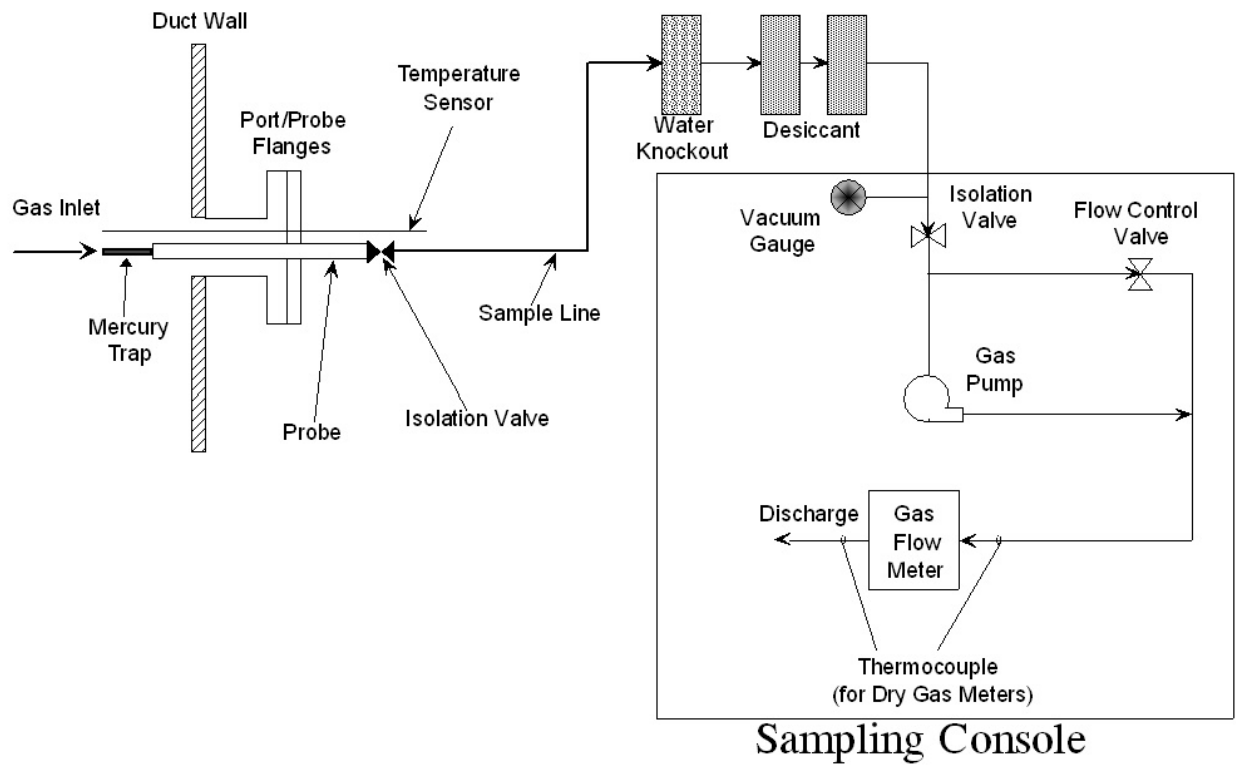 Duct Wall
Temperature
Sensor
Port/Probe
Flanges
Gas Inlet
Mercury
Trap
Probe
Isolation Valve
Sample Line
Water
Knockout
Desiccant
Vacuum
Gauge
Isolation
Valve
Flow Control
Valve
Gas
Pump
Discharge
Gas
Flow
Meter
Thermocouple
(for Dry Gas Meters)
Sampling Console